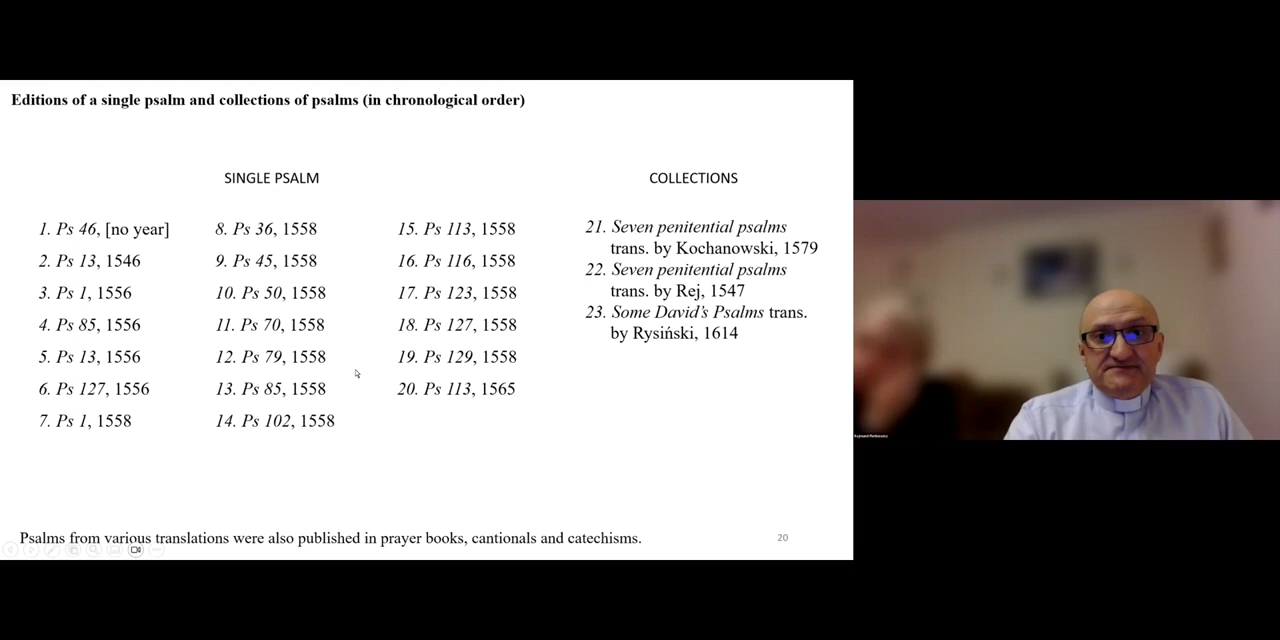 Editions of a single psalm and collections of psalms (in chronological order)
SINGLE PSALM
1. Ps 46, [no year]
2. Ps 13, 1546
3. Ps 1, 1556
4. Ps 85, 1556
5. Ps 13, 1556
6. Ps 127, 1556
7. Ps 1, 1558
8. Ps 36, 1558
9. Ps 45, 1558
10. Ps 50, 1558
11. Ps 70, 1558
12. Ps 79, 1558
13. Ps 85, 1558
14. Ps 102, 1558
15. Ps 113, 1558
16. Ps 116, 1558
17. Ps 123, 1558
18. Ps 127, 1558
19. Ps 129, 1558
20. Ps 113, 1565
COLLECTIONS
21. Seven penitential psalms
trans. by Kochanowski, 1579
22. Seven penitential psalms
trans. by Rej, 1547
23. Some David's Psalms trans.
by Rysiński, 1614
Psalms from various translations were also published in prayer books, cantionals and catechisms.
20